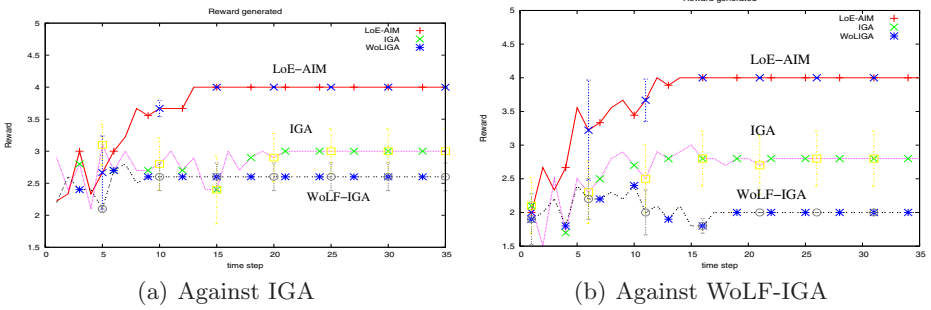 Reward generated
5
4.5
4
3.5
3
2.5
2
1.5
0
5
10
15
20
25
30
35
Reward
time step
LoE-AIM
IGA
WoLIGA
LoE–AIM
IGA
WoLF–IGA
(a) Against IGA
Reward generated
5
4.5
4
3.5
3
2.5
2
1.5
0
5
10
15
20
25
30
35
Reward
time step
LoE-AIM
IGA
WoLIGA
LoE–AIM
IGA
WoLF–IGA
(b) Against WoLF-IGA